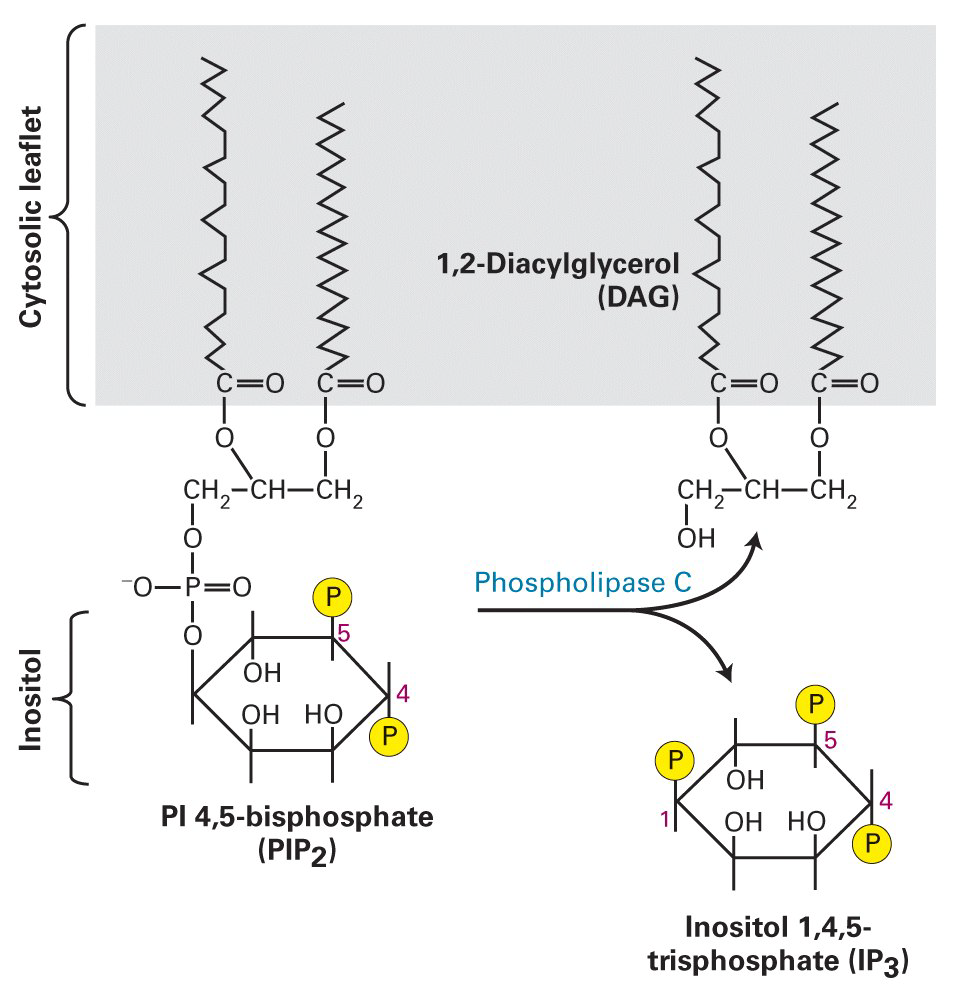 Cytosolic leaflet
1,2-Diacylglycerol
(DAG)
C=O C=O C=O C=O
O O O O
CH₂–CH–CH₂
CH₂–CH–CH₂
O
OH
⁻O–P=O
O
Phospholipase C
P
5
OH
4
P
OH HO
Inositol
PI 4,5-bisphosphate
(PIP₂)
P
P
5
OH
1
4
OH HO
P
Inositol 1,4,5-
trisphosphate (IP₃)